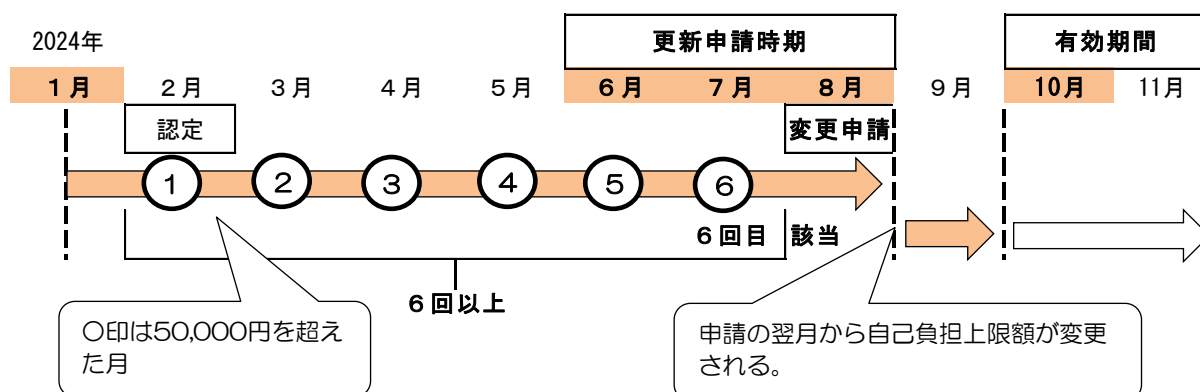 2024年
更新申請時期
有効期間
１月 ２月 ３月 ４月 ５月 ６月 ７月 ８月 ９月 10月 11月
認定
変更申請
① ② ③ ④ ⑤ ⑥
６回目 該当
６回以上
〇印は50,000円を超え
た月
申請の翌月から自己負担上限額が変更
される。